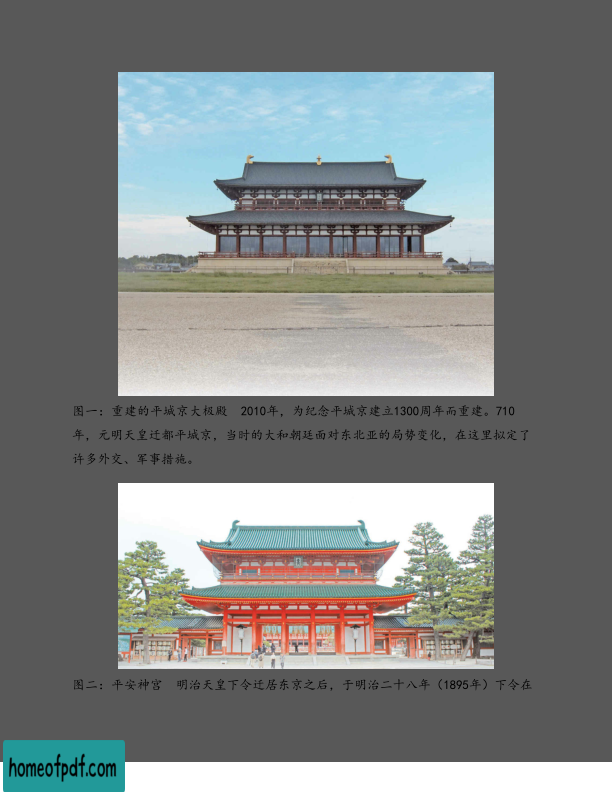 图一：重建的平城京大极殿　2010年，为纪念平城京建立1300周年而重建。710
年，元明天皇迁都平城京，当时的大和朝廷面对东北亚的局势变化，在这里拟定了
许多外交、军事措施。
图二：平安神宫　明治天皇下令迁居东京之后，于明治二十八年（1895年）下令在
homeofpdf.com